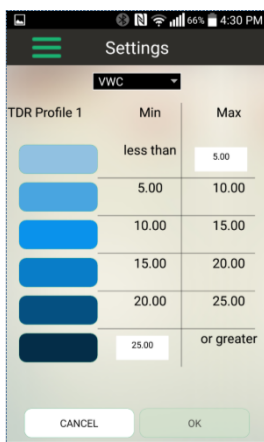 66% 4:30 PM
Settings
VWC
TDR Profile 1 Min Max
less than 5.00
5.00 10.00
10.00 15.00
15.00 20.00
20.00 25.00
25.00 or greater
CANCEL OK